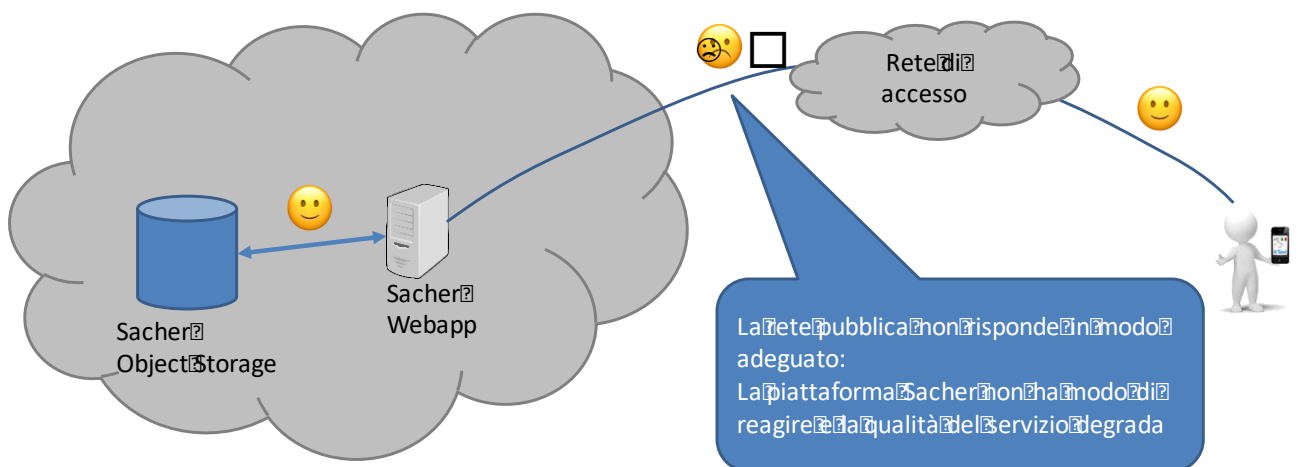 Rete di
accesso
Sacher
Webapp
Sacher
Object Storage
La rete pubblica non risponde in modo
adeguato:
La piattaforma Sacher non ha modo di
reagire e la qualità del servizio degrada